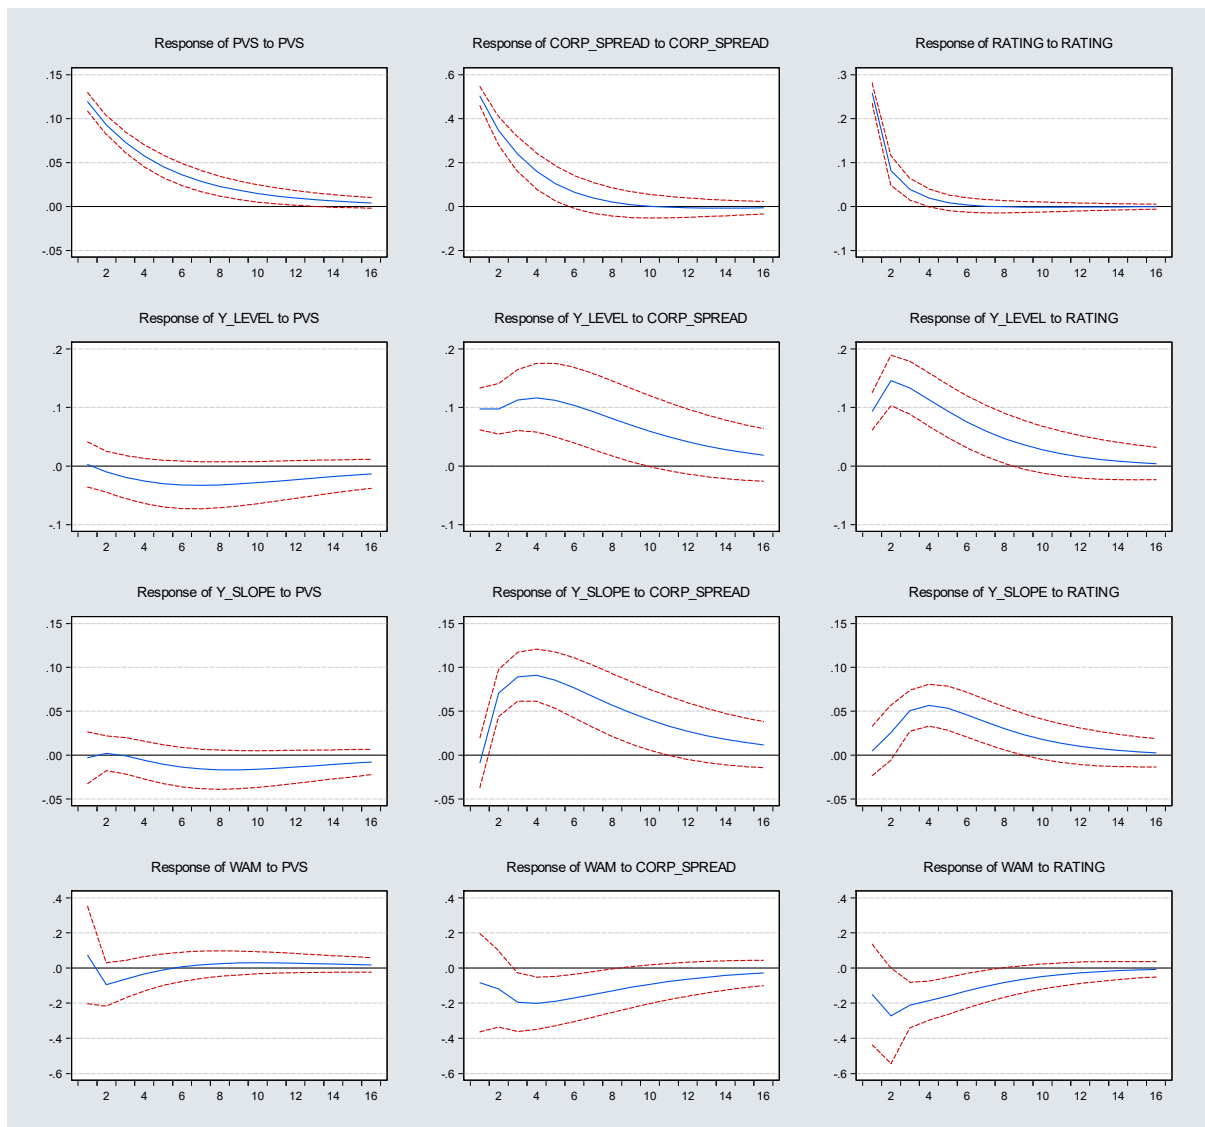 Response of PVS to PVS
.15
.10
.05
.00
-.05
2 4 6 8 10 12 14 16
Response of CORP_SPREAD to CORP_SPREAD
.6
.4
.2
.0
-.2
2 4 6 8 10 12 14 16
Response of RATING to RATING
.3
.2
.1
.0
-.1
2 4 6 8 10 12 14 16
Response of Y_LEVEL to PVS
.2
.1
.0
-.1
2 4 6 8 10 12 14 16
Response of Y_LEVEL to CORP_SPREAD
.2
.1
.0
-.1
2 4 6 8 10 12 14 16
Response of Y_LEVEL to RATING
.2
.1
.0
-.1
2 4 6 8 10 12 14 16
Response of Y_SLOPE to PVS
.15
.10
.05
.00
-.05
2 4 6 8 10 12 14 16
Response of Y_SLOPE to CORP_SPREAD
.15
.10
.05
.00
-.05
2 4 6 8 10 12 14 16
Response of Y_SLOPE to RATING
.15
.10
.05
.00
-.05
2 4 6 8 10 12 14 16
Response of WAM to PVS
.4
.2
.0
-.2
-.4
-.6
2 4 6 8 10 12 14 16
Response of WAM to CORP_SPREAD
.4
.2
.0
-.2
-.4
-.6
2 4 6 8 10 12 14 16
Response of WAM to RATING
.4
.2
.0
-.2
-.4
-.6
2 4 6 8 10 12 14 16